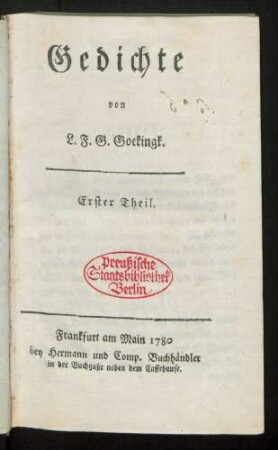 Gedichte
von
L. F. G. Goekingk.
Erster Theil.
Preußische
Staatsbibliothek
Berlin
Frankfurt am Main 1780
bey Hermann und Comp. Buchhändler
in der Buchgaße neben dem Caffehause.